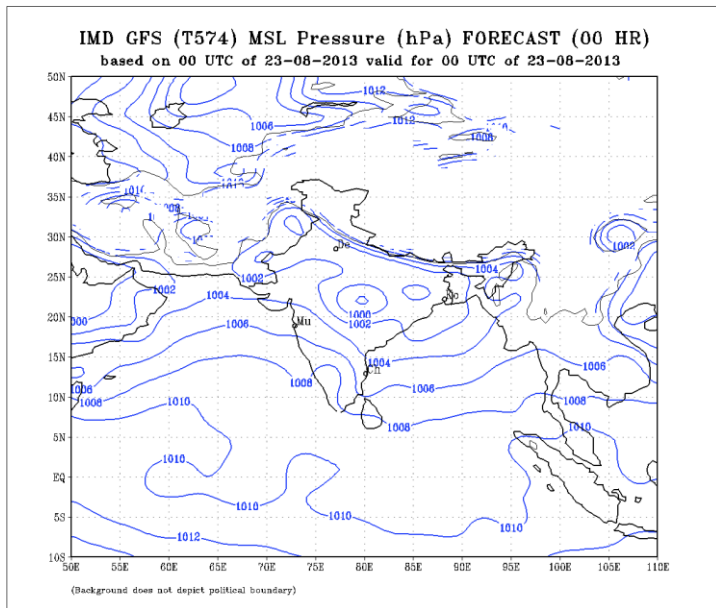 IMD GFS (T574) MSL Pressure (hPa) FORECAST (00 HR)
based on 00 UTC of 23-08-2013 valid for 00 UTC of 23-08-2013
50N
1012
45N
1006
1012
1008
40N
1008
35N
30N
De
1002
25N
1002
1002
1004
1004
Ko
20N
1000
1000
1002
1006
Mu
15N
1004
1006
Ch
1006
1008
1006
10N
1008
1010
1008
5N
1010
EQ
1010
5S
1010
1010
1012
10S
50E 55E 60E 65E 70E 75E 80E 85E 90E 95E 100E 105E 110E
(Background does not depict political boundary)